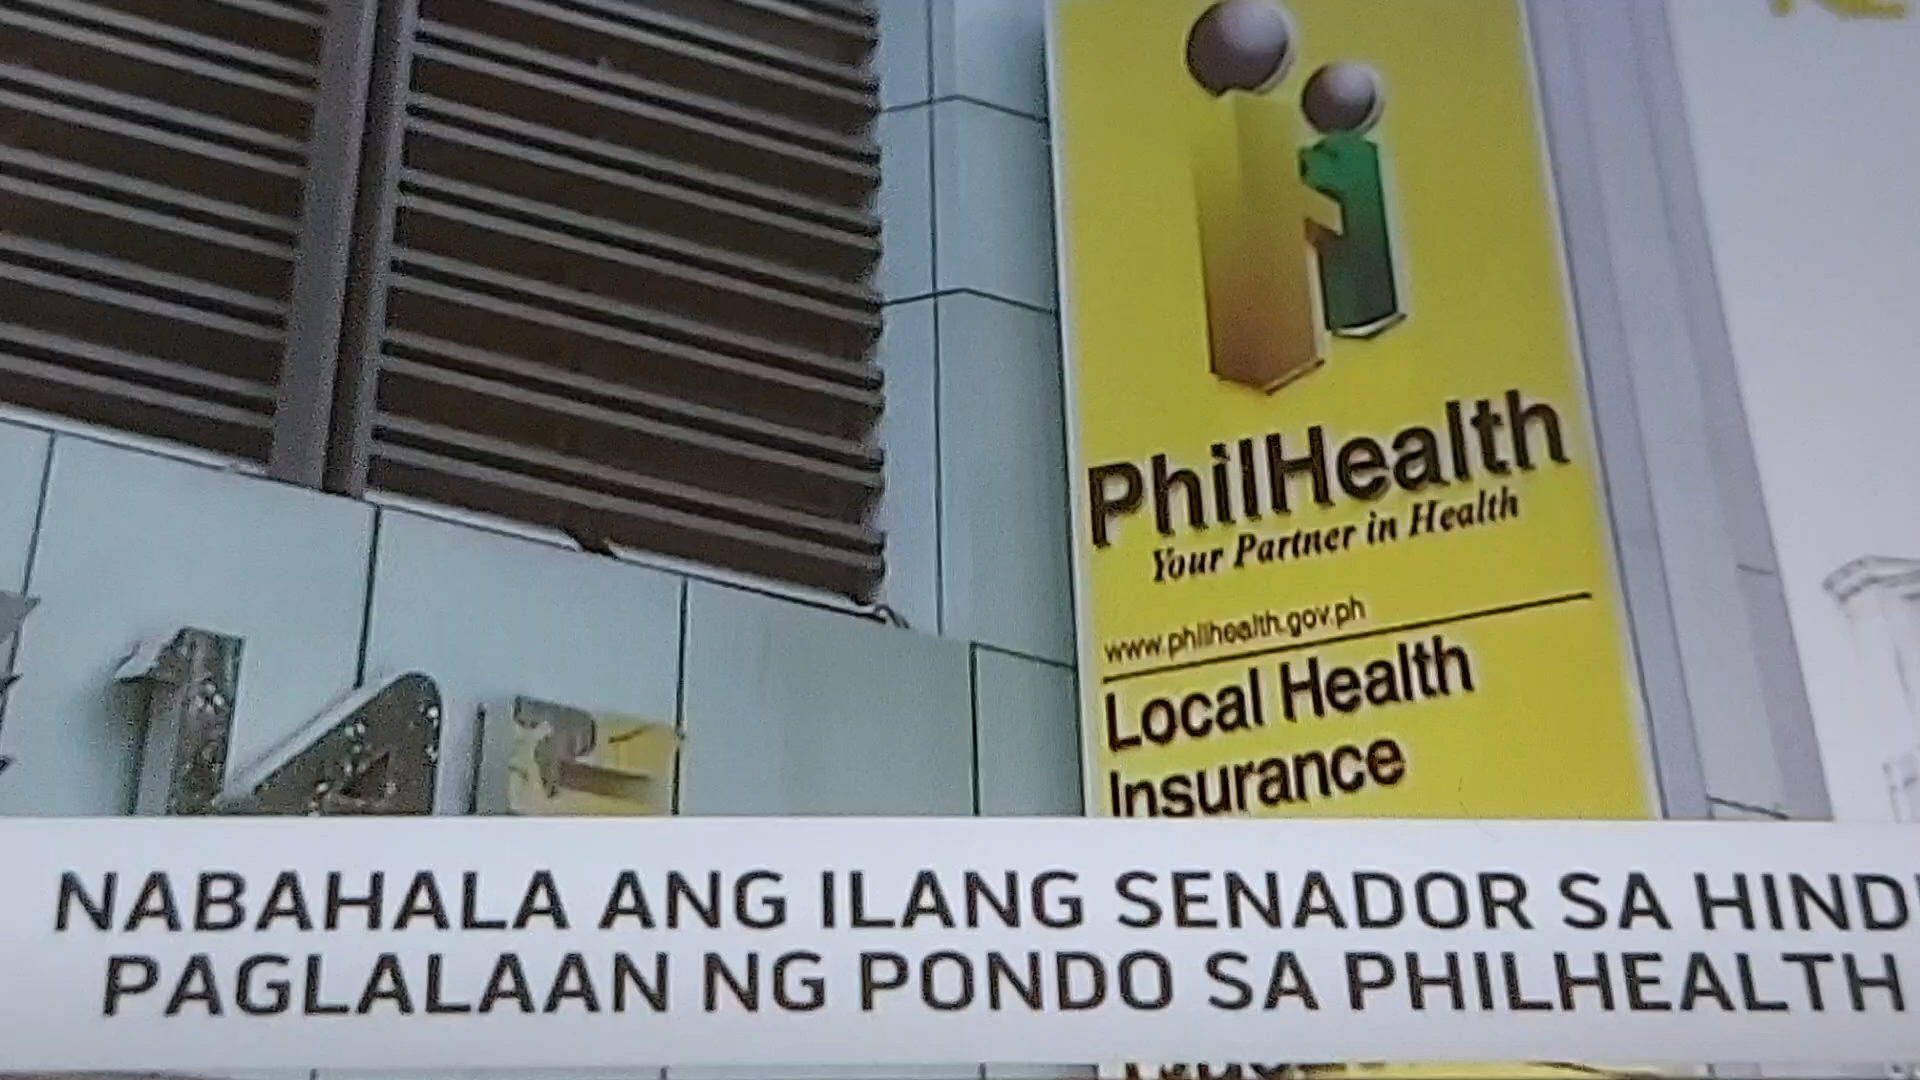 PhilHealth
Your Partner in Health
www.philhealth.gov.ph
Local Health
Insurance
NABAHALA ANG ILANG SENADOR SA HINDI
PAGLALAAN NG PONDO SA PHILHEALTH